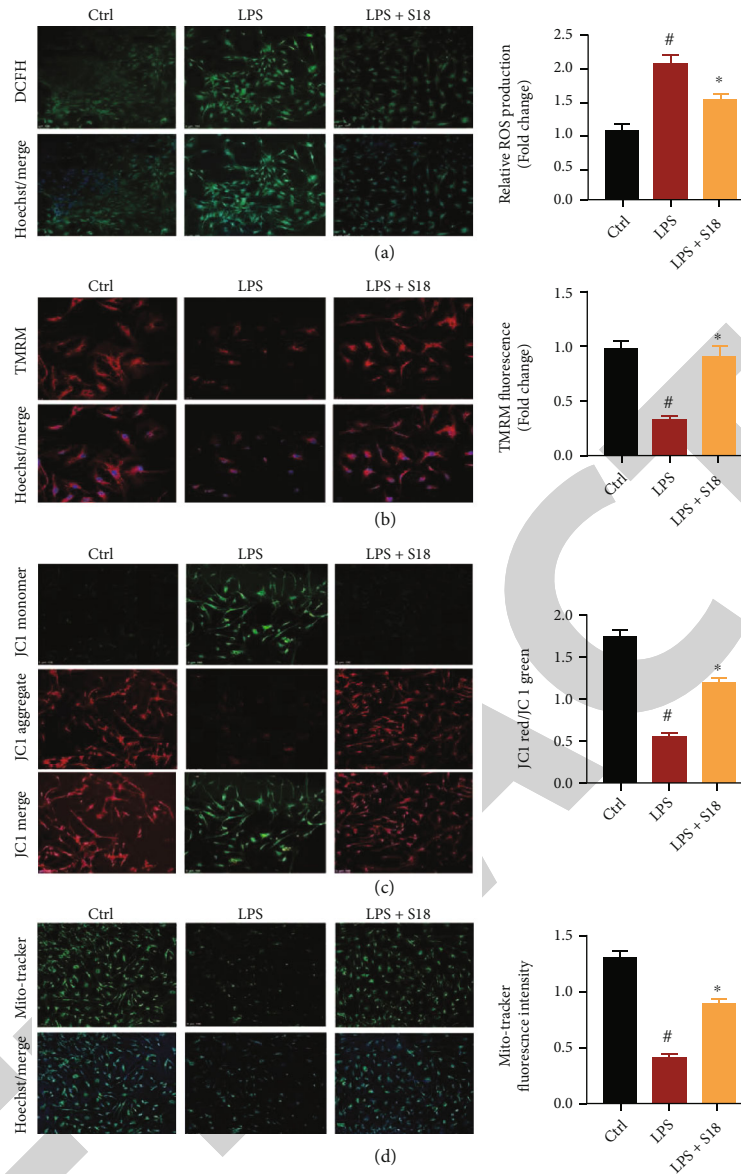 Ctrl LPS LPS + S18
DCFH
Hoechst/merge
(a)
Relative ROS production
(Fold change)
2.5
2.0
1.5
1.0
2.5
0.0
#
*
Ctrl
LPS
LPS + S18
Ctrl LPS LPS + S18
TMRM
Hoechst/merge
(b)
TMRM fluorescence
(Fold change)
1.5
1.0
0.5
0.0
#
*
Ctrl
LPS
LPS + S18
Ctrl LPS LPS + S18
JC1 monomer
JC1 aggregate
JC1 merge
(c)
JC1 red/JC 1 green
2.0
1.5
1.0
0.5
0.0
#
*
Ctrl
LPS
LPS + S18
Ctrl LPS LPS + S18
Mito-tracker
Hoechst/merge
(d)
Mito-tracker
fluorescnce intensity
1.5
1.0
0.5
0.0
#
*
Ctrl
LPS
LPS + S18